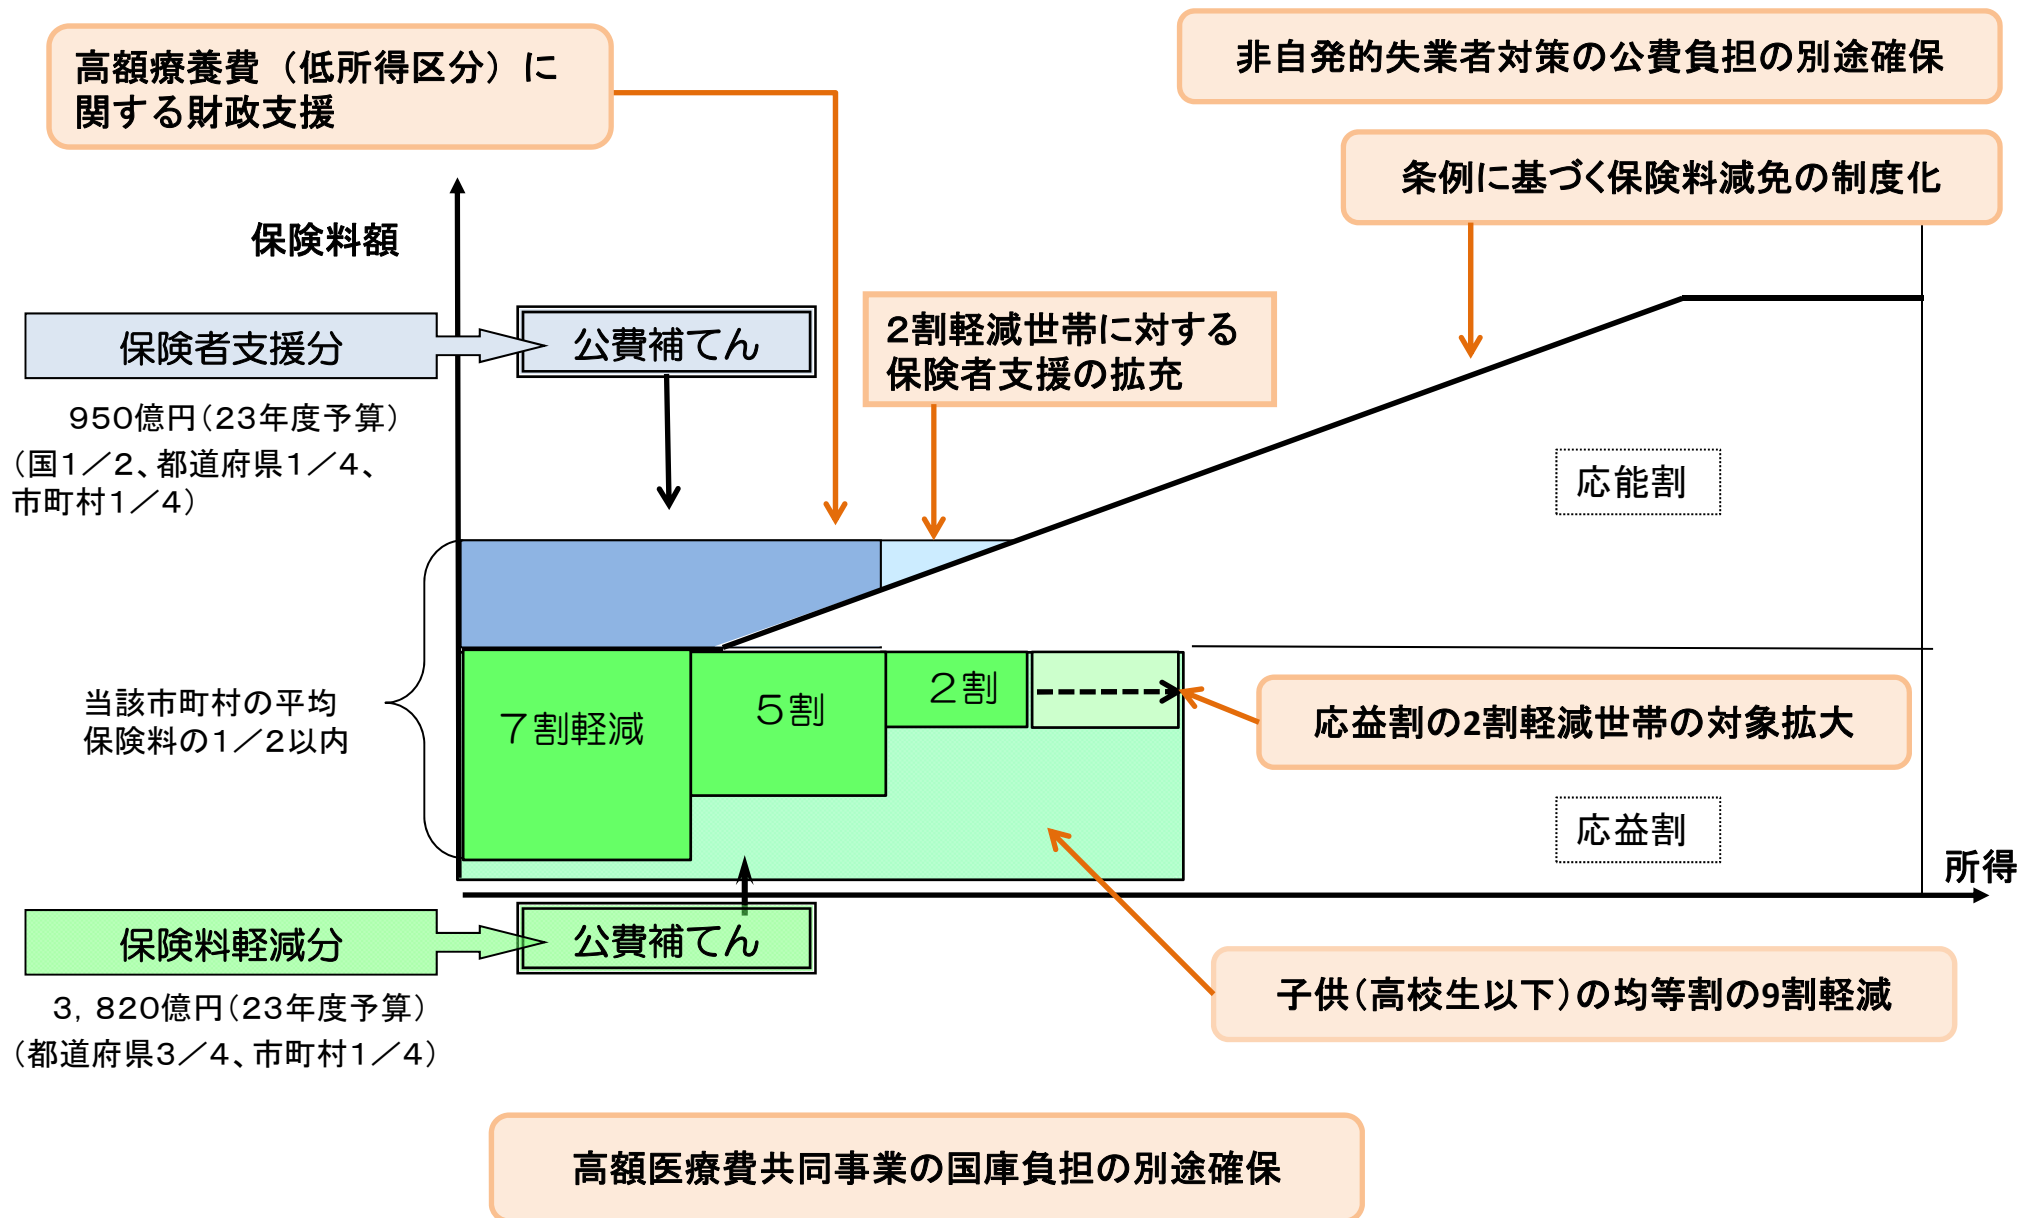 高額療養費（低所得区分）に
関する財政支援
非自発的失業者対策の公費負担の別途確保
条例に基づく保険料減免の制度化
保険料額
保険者支援分
公費補てん
２割軽減世帯に対する
保険者支援の拡充
９５０億円（２３年度予算）
（国１／２、都道府県１／４、
市町村１／４）
応能割
当該市町村の平均
保険料の１／２以内
７割軽減
５割
２割
応益割の2割軽減世帯の対象拡大
応益割
所得
保険料軽減分
公費補てん
３，８２０億円（２３年度予算）
（都道府県３／４、市町村１／４）
子供（高校生以下）の均等割の9割軽減
高額医療費共同事業の国庫負担の別途確保